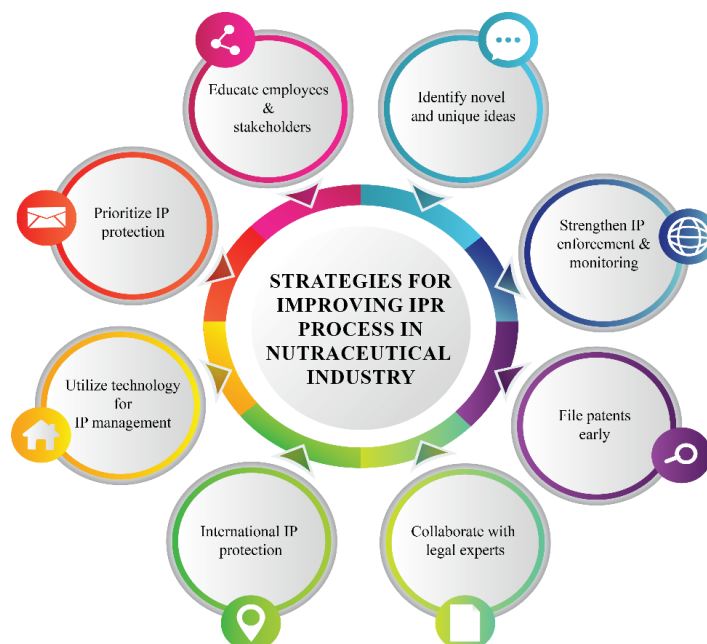 Educate employees
&
stakeholders
Identify novel
and unique ideas
Prioritize IP
protection
Strengthen IP
enforcement &
monitoring
STRATEGIES FOR
IMPROVING IPR
PROCESS IN
NUTRACEUTICAL
INDUSTRY
Utilize technology
for
IP management
File patents
early
International IP
protection
Collaborate with
legal experts